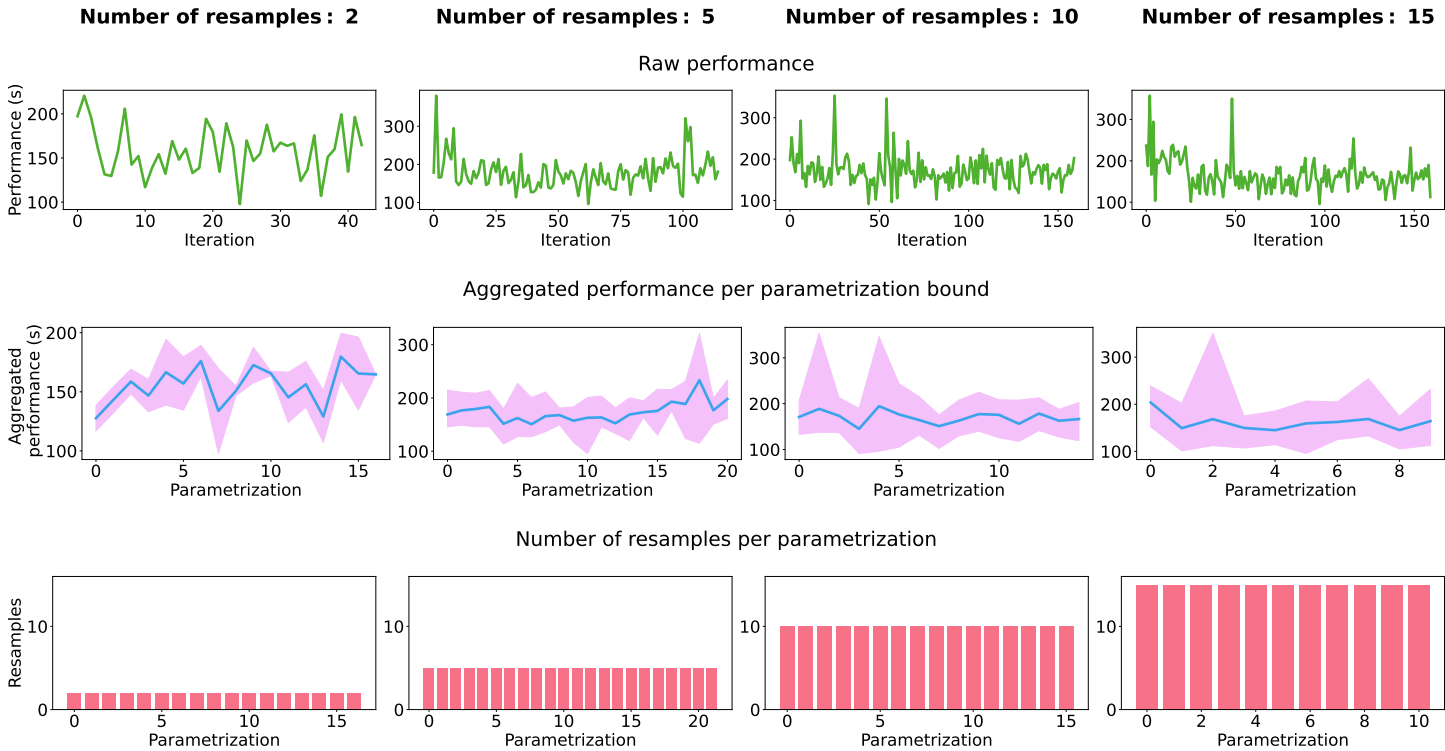 Number of resamples: 2
Number of resamples: 5
Number of resamples: 10
Number of resamples: 15
Raw performance
Performance (s)
200
150
100
0 10 20 30 40
Iteration
300
200
100
0 25 50 75 100
Iteration
300
200
100
0 50 100 150
Iteration
300
200
100
0 50 100 150
Iteration
Aggregated performance per parametrization bound
Aggregated
performance (s)
200
150
100
0 5 10 15
Parametrization
300
200
100
0 5 10 15 20
Parametrization
300
200
100
0 5 10
Parametrization
300
200
100
0 2 4 6 8
Parametrization
Number of resamples per parametrization
Resamples
10
0
0 5 10 15
Parametrization
10
0
0 5 10 15 20
Parametrization
10
0
0 5 10 15
Parametrization
10
0
0 2 4 6 8 10
Parametrization